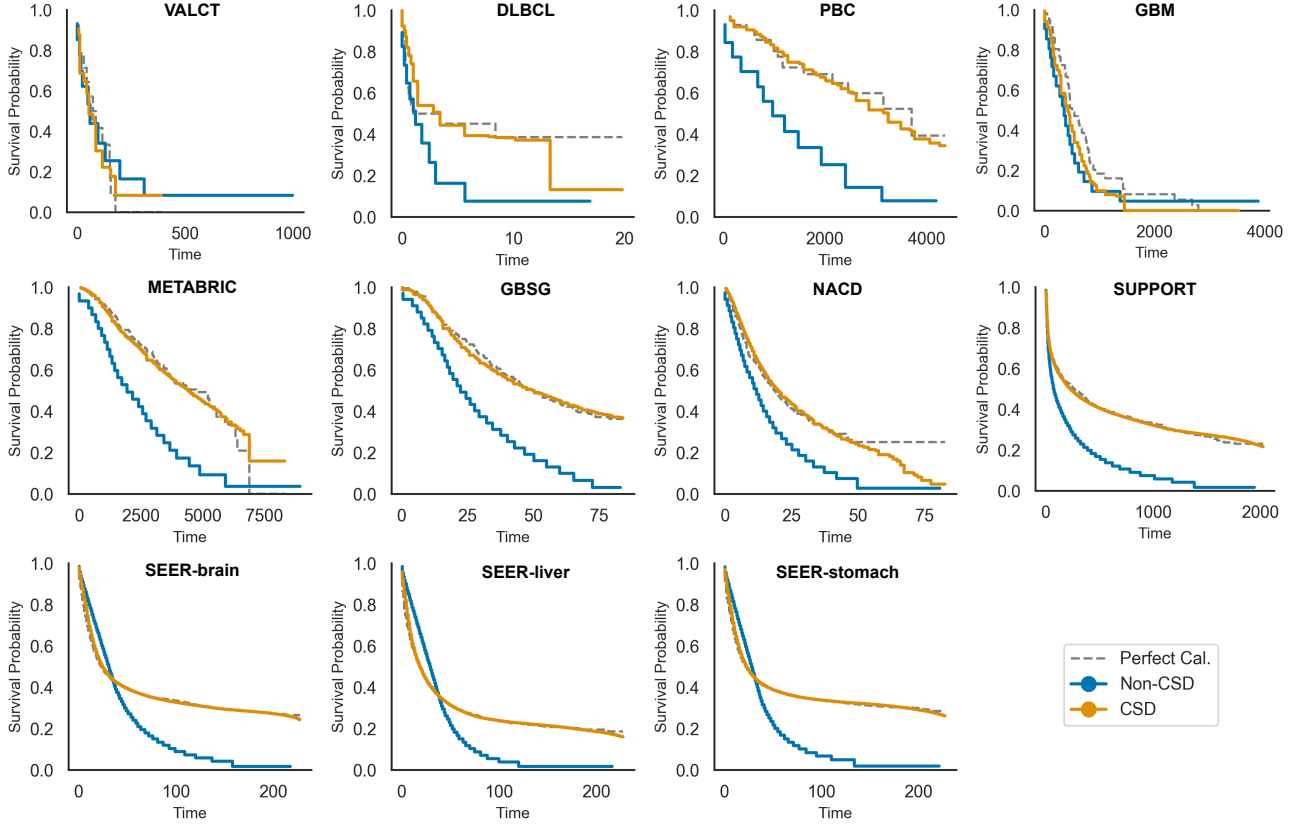 VALCT
Survival Probability
1.0
0.8
0.6
0.4
0.2
0.0
0
500
1000
Time
DLBCL
Survival Probability
1.0
0.8
0.6
0.4
0.2
0.0
0
10
20
Time
PBC
Survival Probability
1.0
0.8
0.6
0.4
0.2
0.0
0
2000
4000
Time
GBM
Survival Probability
1.0
0.8
0.6
0.4
0.2
0.0
0
2000
4000
Time
METABRIC
Survival Probability
1.0
0.8
0.6
0.4
0.2
0.0
0
2500
5000
7500
Time
GBSG
Survival Probability
1.0
0.8
0.6
0.4
0.2
0.0
0
25
50
75
Time
NACD
Survival Probability
1.0
0.8
0.6
0.4
0.2
0.0
0
25
50
75
Time
SUPPORT
Survival Probability
1.0
0.8
0.6
0.4
0.2
0.0
0
1000
2000
Time
SEER-brain
Survival Probability
1.0
0.8
0.6
0.4
0.2
0.0
0
100
200
Time
SEER-liver
Survival Probability
1.0
0.8
0.6
0.4
0.2
0.0
0
100
200
Time
SEER-stomach
Survival Probability
1.0
0.8
0.6
0.4
0.2
0.0
0
100
200
Time
Perfect Cal.
Non-CSD
CSD